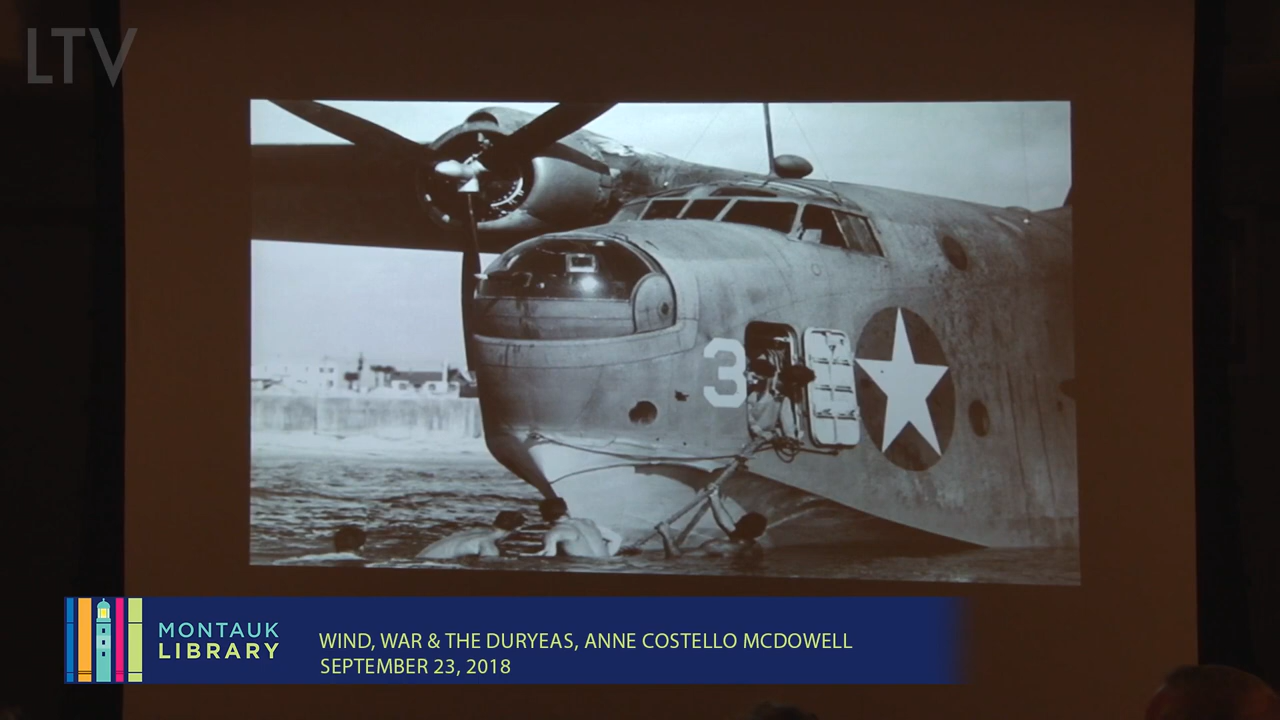 LTV
3
MONTAUK
LIBRARY
WIND, WAR & THE DURYEAS, ANNE COSTELLO MCDOWELL
SEPTEMBER 23, 2018